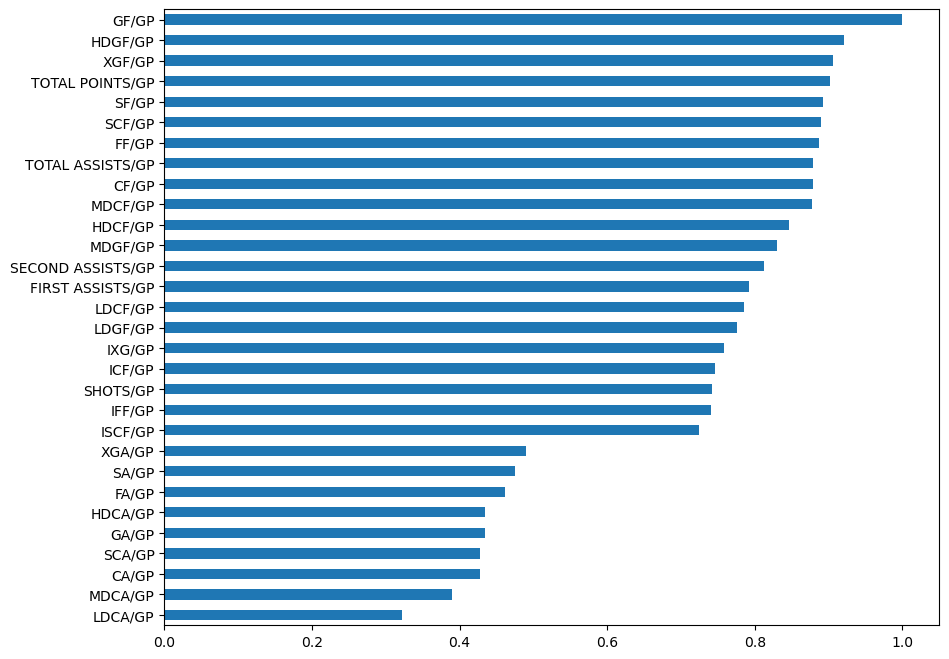 GF/GP
HDGF/GP
XGF/GP
TOTAL POINTS/GP
SF/GP
SCF/GP
FF/GP
TOTAL ASSISTS/GP
CF/GP
MDCF/GP
HDCF/GP
MDGF/GP
SECOND ASSISTS/GP
FIRST ASSISTS/GP
LDCF/GP
LDGF/GP
IXG/GP
ICF/GP
SHOTS/GP
IFF/GP
ISCF/GP
XGA/GP
SA/GP
FA/GP
HDCA/GP
GA/GP
SCA/GP
CA/GP
MDCA/GP
LDCA/GP
0.0 0.2 0.4 0.6 0.8 1.0